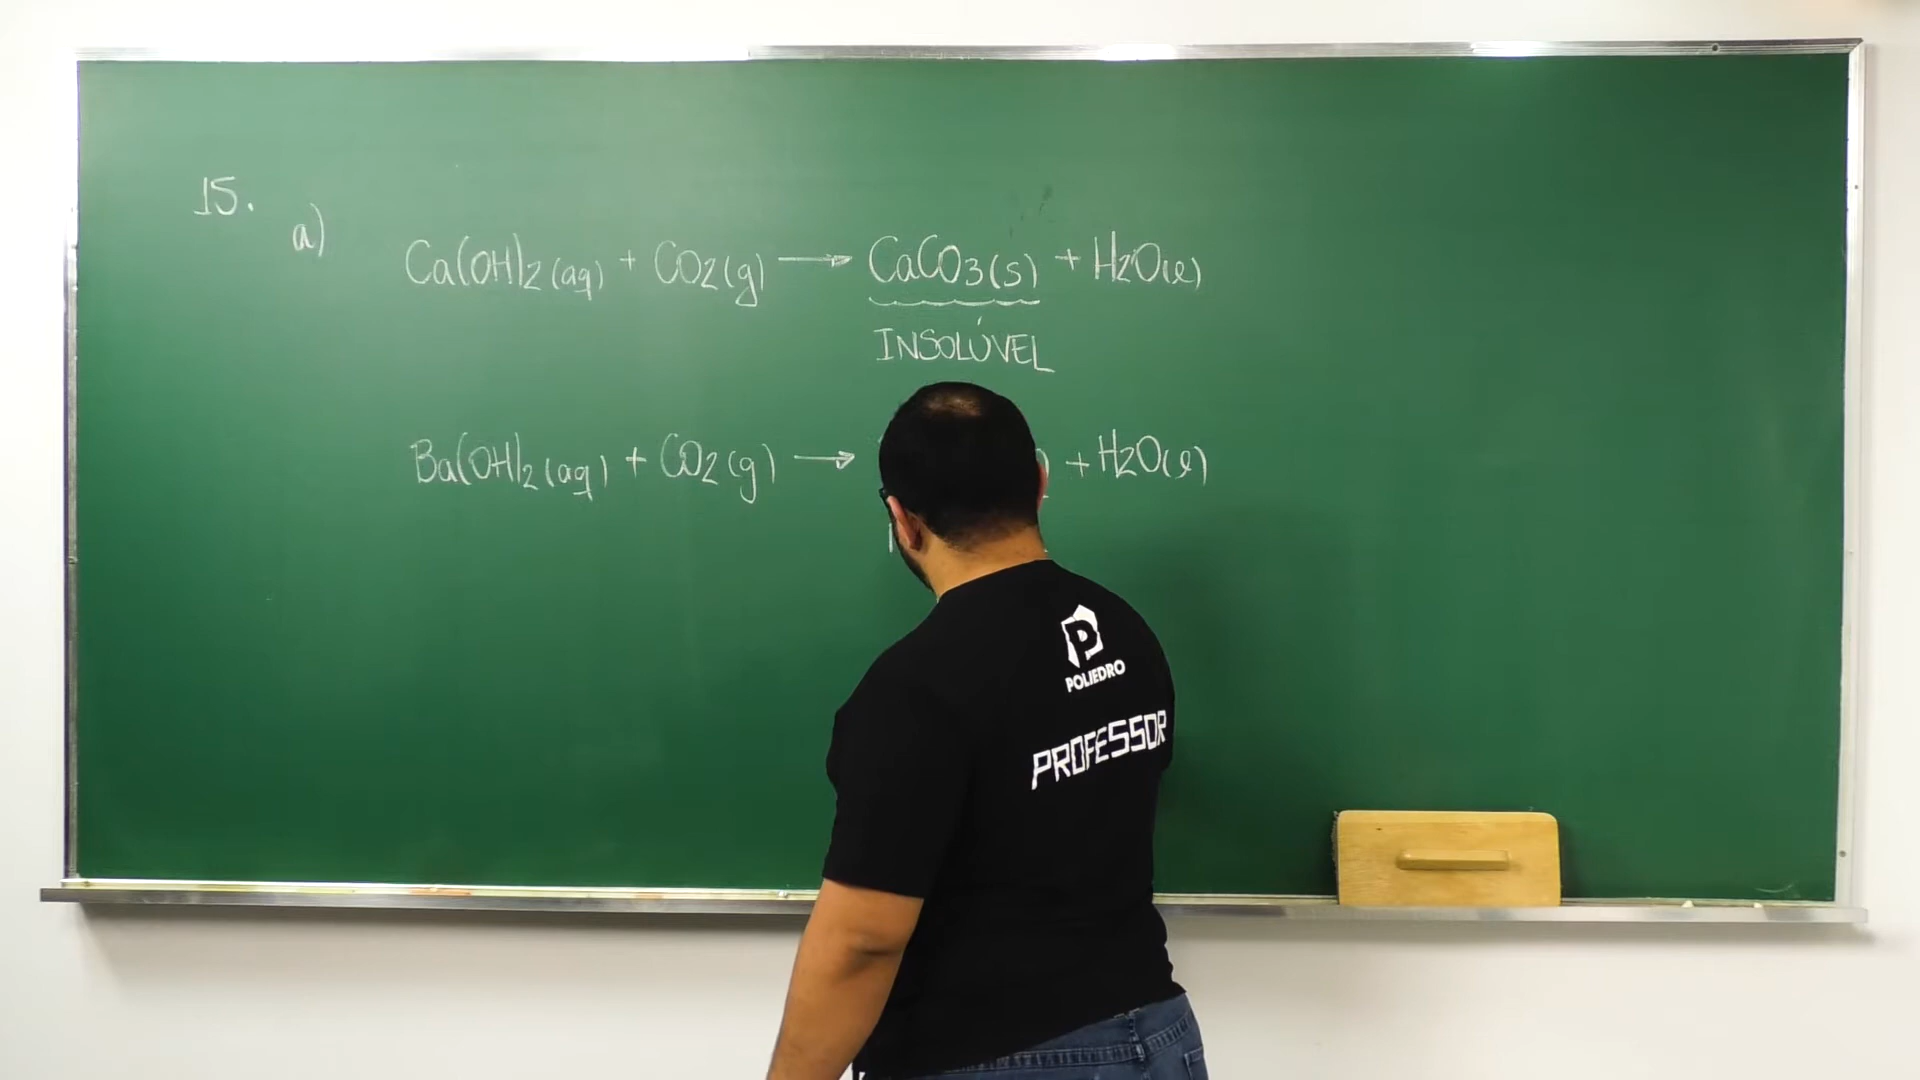 15.
a)
Ca(OH)2(aq) + CO2(g) → CaCO3(s) + H2O(l)
INSOLÚVEL
Ba(OH)2(aq) + CO2(g) → ) + H2O(l)
POLIEDRO
PROFESSOR